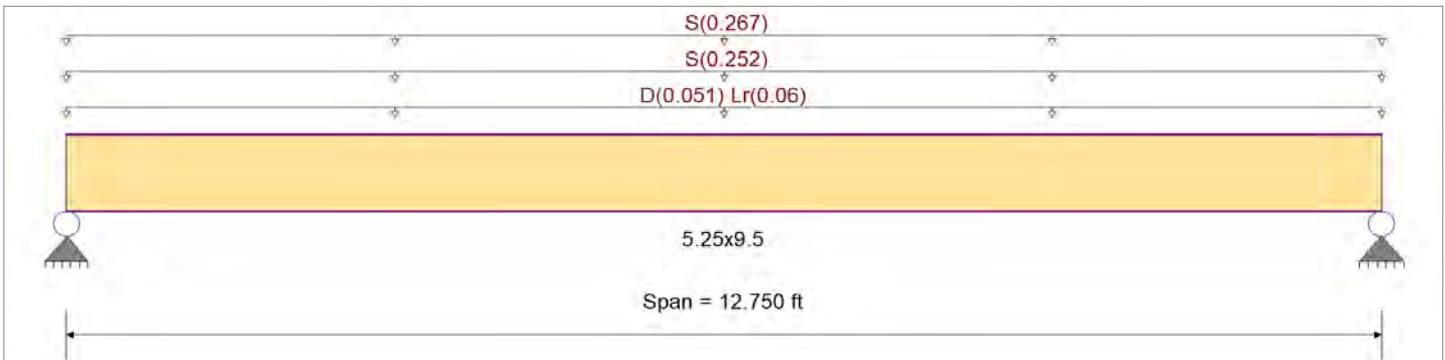 S(0.267)
S(0.252)
D(0.051) Lr(0.06)
5.25x9.5
Span = 12.750 ft